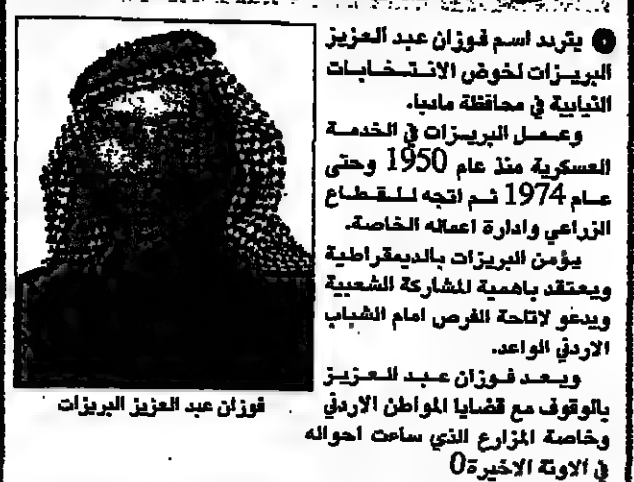 يتردد اسم فوزان عبد العزيز
البريزات لخوض الانتخابات
النيابية في محافظة مادبا.
وعمل البريزات في الخدمة
العسكرية منذ عام 1950 وحتى
عام 1974 ثم اتجه للقطاع
الزراعي وادارة اعماله الخاصة.
يؤمن البريزات بالديمقراطية
ويعتقد باهمية المشاركة الشعبية
ويدعو لاتاحة الفرص امام الشباب
الاردني الواعد.
ويعد فوزان عبد العزيز
بالوقوف مع قضايا المواطن الاردني
وخاصة المزارع الذي ساءت احواله
في الاونة الاخيرة0
فوزان عبد العزيز البريزات